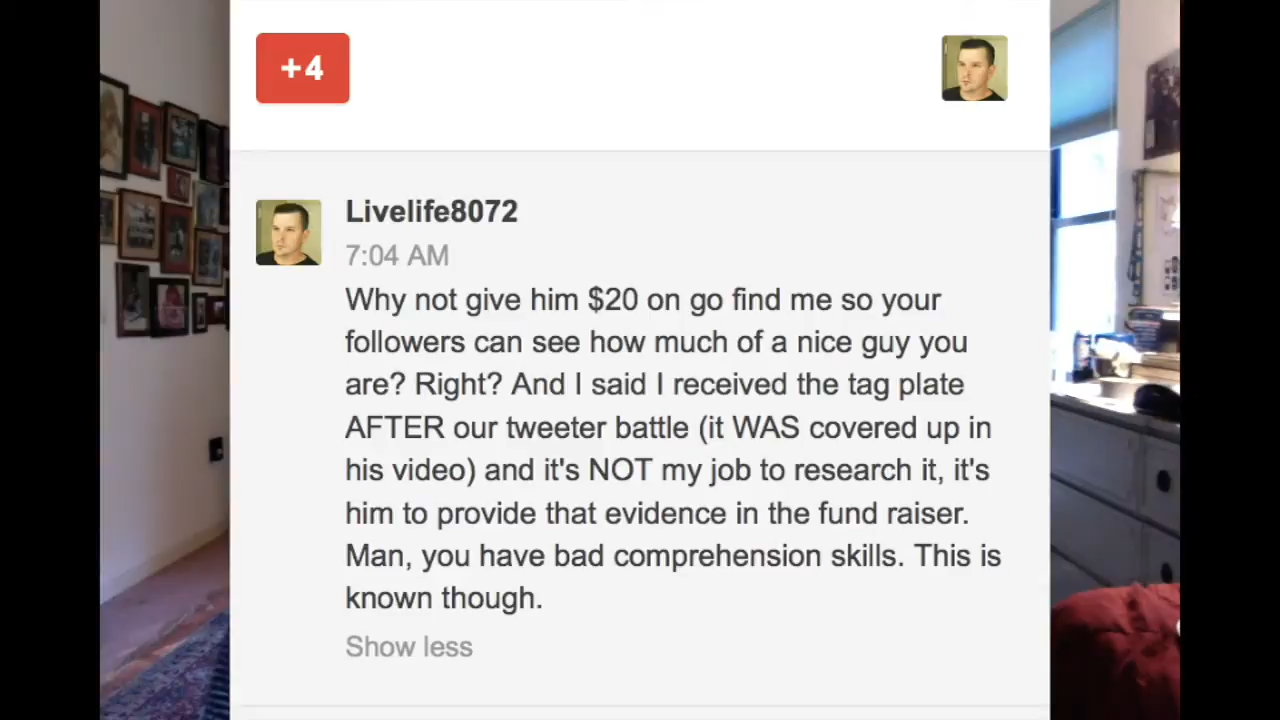 +4
Livelife8072
7:04 AM
Why not give him $20 on go find me so your
followers can see how much of a nice guy you
are? Right? And I said I received the tag plate
AFTER our tweeter battle (it WAS covered up in
his video) and it's NOT my job to research it, it's
him to provide that evidence in the fund raiser.
Man, you have bad comprehension skills. This is
known though.
Show less